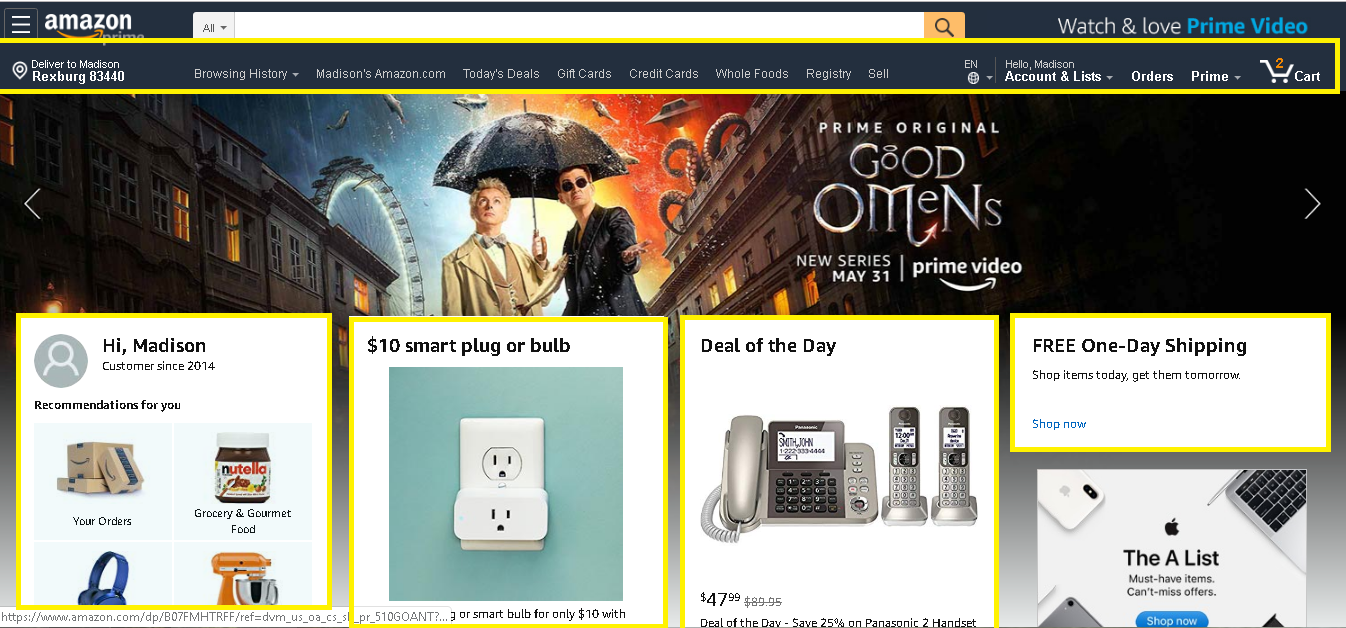 amazon
prime
All
Watch & love Prime Video
Deliver to Madison
Rexburg 83440
Browsing History
Madison's Amazon.com
Today's Deals
Gift Cards
Credit Cards
Whole Foods
Registry
Sell
EN
Hello, Madison
Account & Lists
Orders
Prime
2
Cart
PRIME ORIGINAL
GOOD
OMENS
NEW SERIES
MAY 31
prime video
Hi, Madison
Customer since 2014
Recommendations for you
nutella
Your Orders
Grocery & Gourmet
Food
$10 smart plug or bulb
g or smart bulb for only $10 with
Deal of the Day
Panasonic
SMITH,JOHN
1-222-333-4444
12:00
$47.99 $89.95
Deal of the Day - Save 25% on Panasonic 2 Handset
FREE One-Day Shipping
Shop items today, get them tomorrow.
Shop now
The A List
Must-have items.
Can't-miss offers.
Shop now
https://www.amazon.com/dp/B07FMHTRFF/ref=dvm_us_oa_cs_sl_pr_510GOANT?...